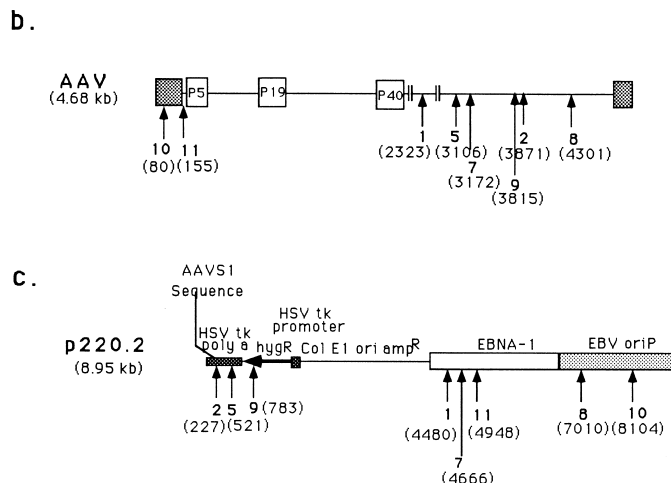 b.
AAV
(4.68 kb)
P5
P19
P40
10
(80)
11
(155)
1
(2323)
5
(3106)
7
(3172)
9
(3815)
2
(3871)
8
(4301)
c.
p220.2
(8.95 kb)
AAVS1
Sequence
HSV tk
poly a
hygR
HSV tk
promoter
Col E1 ori ampR
EBNA-1
EBV oriP
2
(227)
5
(521)
9 (783)
1
(4480)
7
(4666)
11
(4948)
8
(7010)
10
(8104)